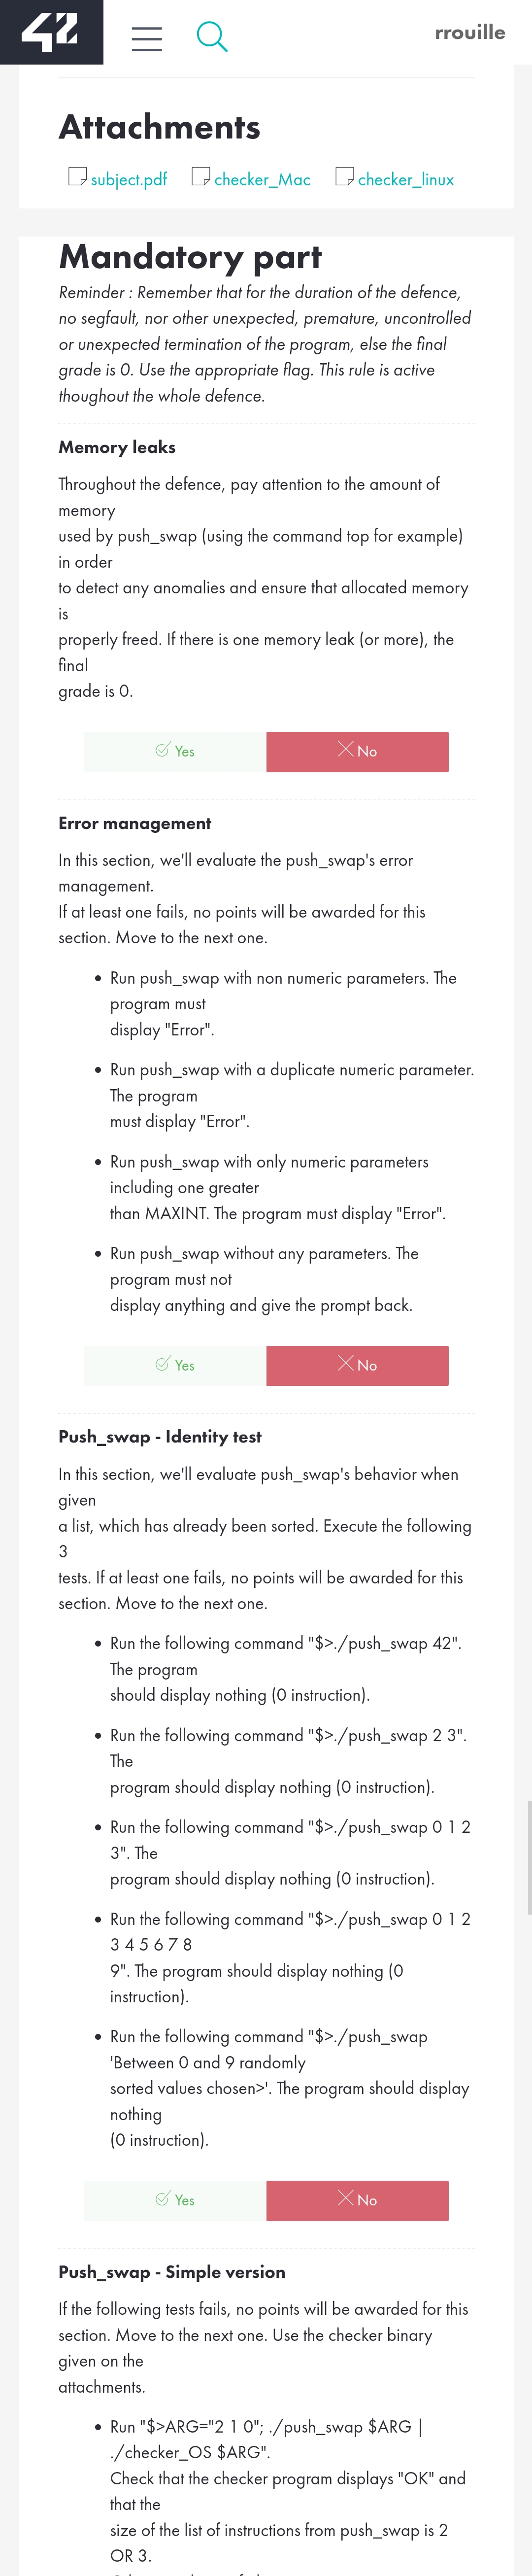 42
rrouille
Attachments
subject.pdf checker_Mac checker_linux
Mandatory part
Reminder : Remember that for the duration of the defence,
no segfault, nor other unexpected, premature, uncontrolled
or unexpected termination of the program, else the final
grade is 0. Use the appropriate flag. This rule is active
thoughout the whole defence.
Memory leaks
Throughout the defence, pay attention to the amount of
memory
used by push_swap (using the command top for example)
in order
to detect any anomalies and ensure that allocated memory
is
properly freed. If there is one memory leak (or more), the
final
grade is 0.
Yes No
Error management
In this section, we'll evaluate the push_swap's error
management.
If at least one fails, no points will be awarded for this
section. Move to the next one.
• Run push_swap with non numeric parameters. The
program must
display "Error".
• Run push_swap with a duplicate numeric parameter.
The program
must display "Error".
• Run push_swap with only numeric parameters
including one greater
than MAXINT. The program must display "Error".
• Run push_swap without any parameters. The
program must not
display anything and give the prompt back.
Yes No
Push_swap - Identity test
In this section, we'll evaluate push_swap's behavior when
given
a list, which has already been sorted. Execute the following
3
tests. If at least one fails, no points will be awarded for this
section. Move to the next one.
• Run the following command "$>./push_swap 42".
The program
should display nothing (0 instruction).
• Run the following command "$>./push_swap 2 3".
The
program should display nothing (0 instruction).
• Run the following command "$>./push_swap 0 1 2
3". The
program should display nothing (0 instruction).
• Run the following command "$>./push_swap 0 1 2
3 4 5 6 7 8
9". The program should display nothing (0
instruction).
• Run the following command "$>./push_swap
'Between 0 and 9 randomly
sorted values chosen>'. The program should display
nothing
(0 instruction).
Yes No
Push_swap - Simple version
If the following tests fails, no points will be awarded for this
section. Move to the next one. Use the checker binary
given on the
attachments.
• Run "$>ARG="2 1 0"; ./push_swap $ARG |
./checker_OS $ARG".
Check that the checker program displays "OK" and
that the
size of the list of instructions from push_swap is 2
OR 3.